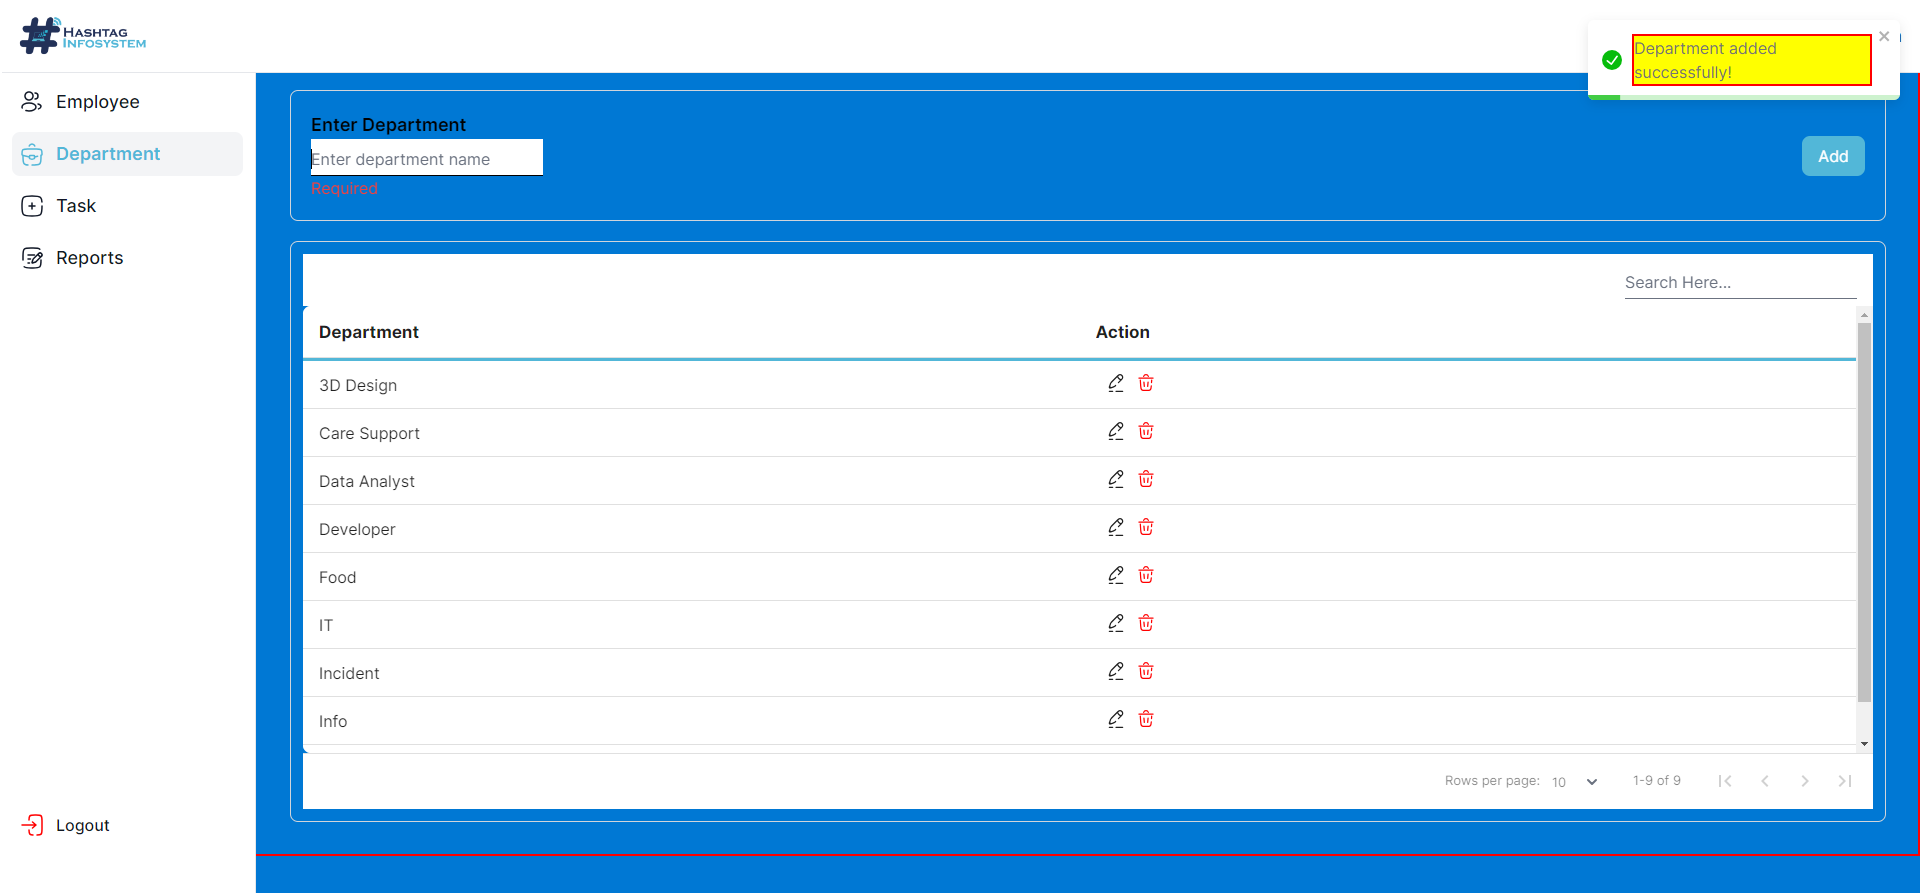 HASHTAG
INFOSYSTEM
Department added
successfully!
Employee
Department
Task
Reports
Logout
Enter Department
Enter department name
Required
Add
Search Here...
Department Action
3D Design
Care Support
Data Analyst
Developer
Food
IT
Incident
Info
Rows per page: 10 1-9 of 9